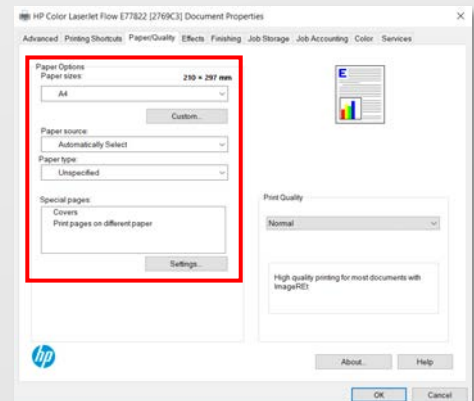 HP Color LaserJet Flow E77822 [2769C3] Document Properties
Advanced Printing Shortcuts Paper/Quality Effects Finishing Job Storage Job Accounting Color Services
Paper Options
Paper sizes: 210 × 297 mm
A4
Custom...
Paper source:
Automatically Select
Paper type:
Unspecified
Special pages:
Covers
Print pages on different paper
Settings...
E
Print Quality
Normal
High quality printing for most documents with
ImageREt
hp
About... Help
OK Cancel